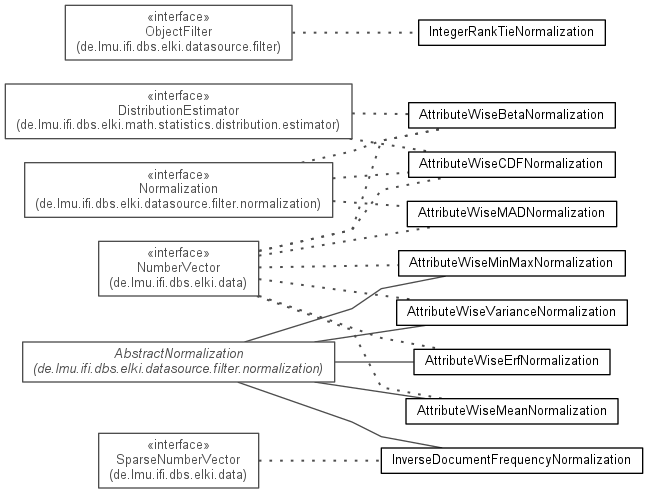 «interface»
ObjectFilter
(de.lmu.ifi.dbs.elki.datasource.filter)
IntegerRankTieNormalization
«interface»
DistributionEstimator
(de.lmu.ifi.dbs.elki.math.statistics.distribution.estimator)
AttributeWiseBetaNormalization
AttributeWiseCDFNormalization
«interface»
Normalization
(de.lmu.ifi.dbs.elki.datasource.filter.normalization)
AttributeWiseMADNormalization
«interface»
NumberVector
(de.lmu.ifi.dbs.elki.data)
AttributeWiseMinMaxNormalization
AttributeWiseVarianceNormalization
AbstractNormalization
(de.lmu.ifi.dbs.elki.datasource.filter.normalization)
AttributeWiseErfNormalization
AttributeWiseMeanNormalization
«interface»
SparseNumberVector
(de.lmu.ifi.dbs.elki.data)
InverseDocumentFrequencyNormalization